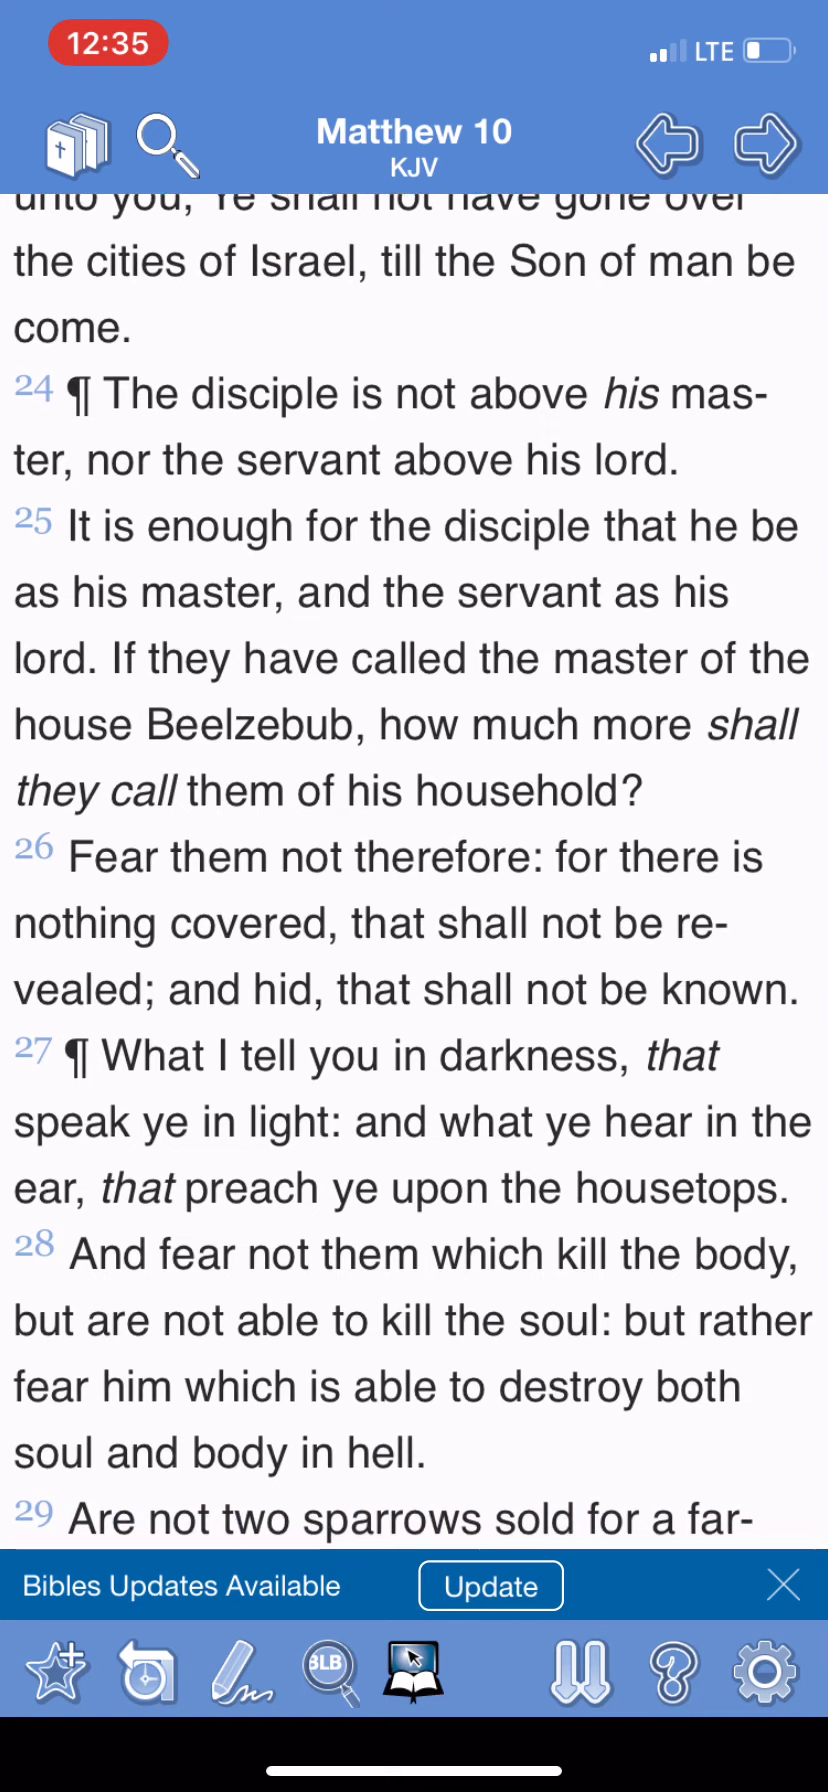 12:35
LTE
Matthew 10
KJV
unto you, Ye shall not have gone over
the cities of Israel, till the Son of man be
come.
24 ¶ The disciple is not above his mas-
ter, nor the servant above his lord.
25 It is enough for the disciple that he be
as his master, and the servant as his
lord. If they have called the master of the
house Beelzebub, how much more shall
they call them of his household?
26 Fear them not therefore: for there is
nothing covered, that shall not be re-
vealed; and hid, that shall not be known.
27 ¶ What I tell you in darkness, that
speak ye in light: and what ye hear in the
ear, that preach ye upon the housetops.
28 And fear not them which kill the body,
but are not able to kill the soul: but rather
fear him which is able to destroy both
soul and body in hell.
29 Are not two sparrows sold for a far-
Bibles Updates Available
Update
BLB